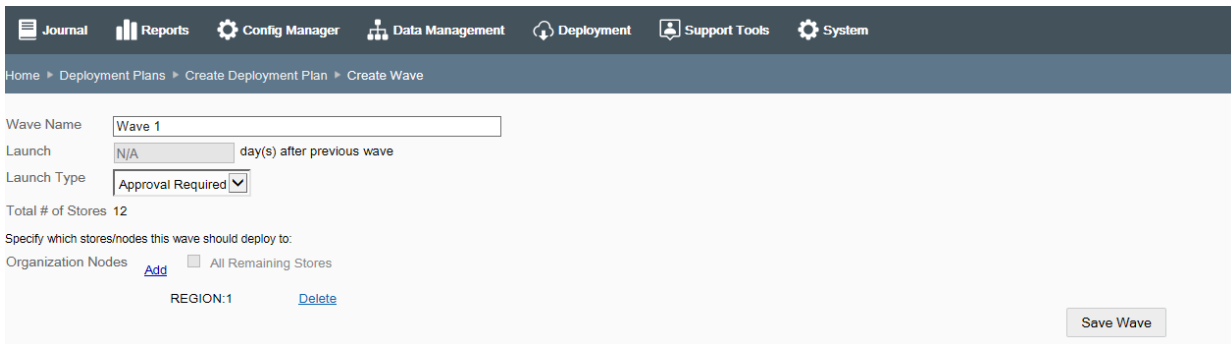 Journal Reports Config Manager Data Management Deployment Support Tools System
Home ▸ Deployment Plans ▸ Create Deployment Plan ▸ Create Wave
Wave Name Wave 1
Launch N/A day(s) after previous wave
Launch Type Approval Required
Total # of Stores 12
Specify which stores/nodes this wave should deploy to:
Organization Nodes Add All Remaining Stores
REGION:1 Delete
Save Wave